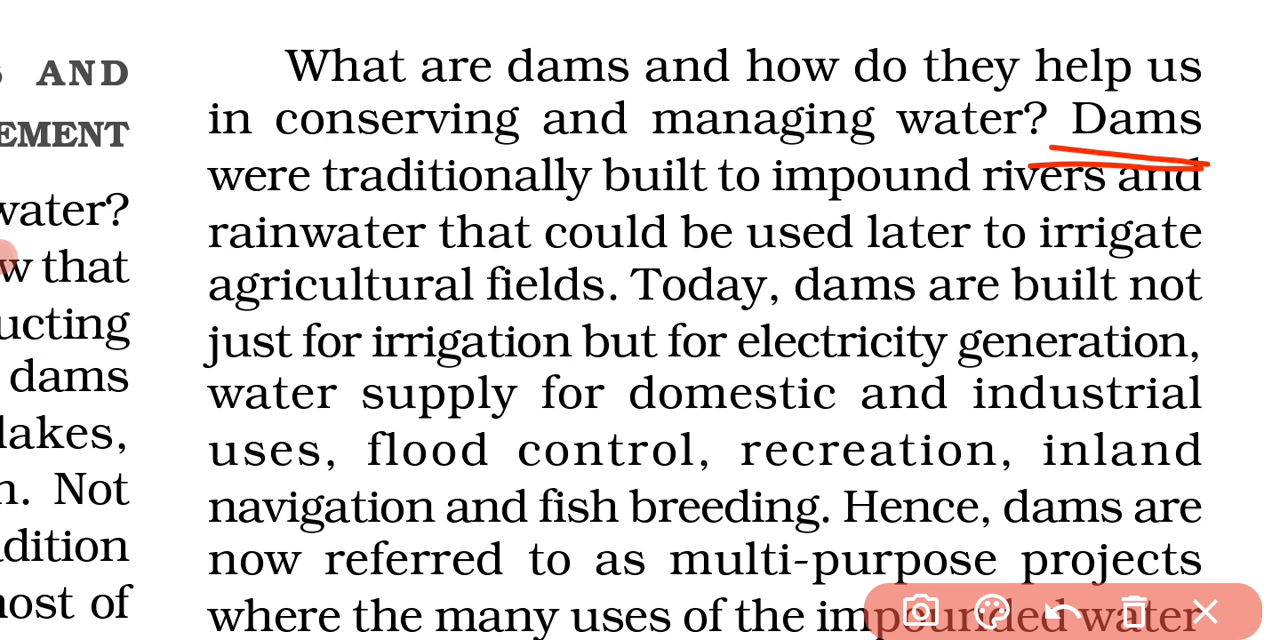 AND
EMENT
water?
w that
ucting
dams
lakes,
n. Not
dition
ost of
What are dams and how do they help us
in conserving and managing water? Dams
were traditionally built to impound rivers and
rainwater that could be used later to irrigate
agricultural fields. Today, dams are built not
just for irrigation but for electricity generation,
water supply for domestic and industrial
uses, flood control, recreation, inland
navigation and fish breeding. Hence, dams are
now referred to as multi-purpose projects
where the many uses of the impounded water